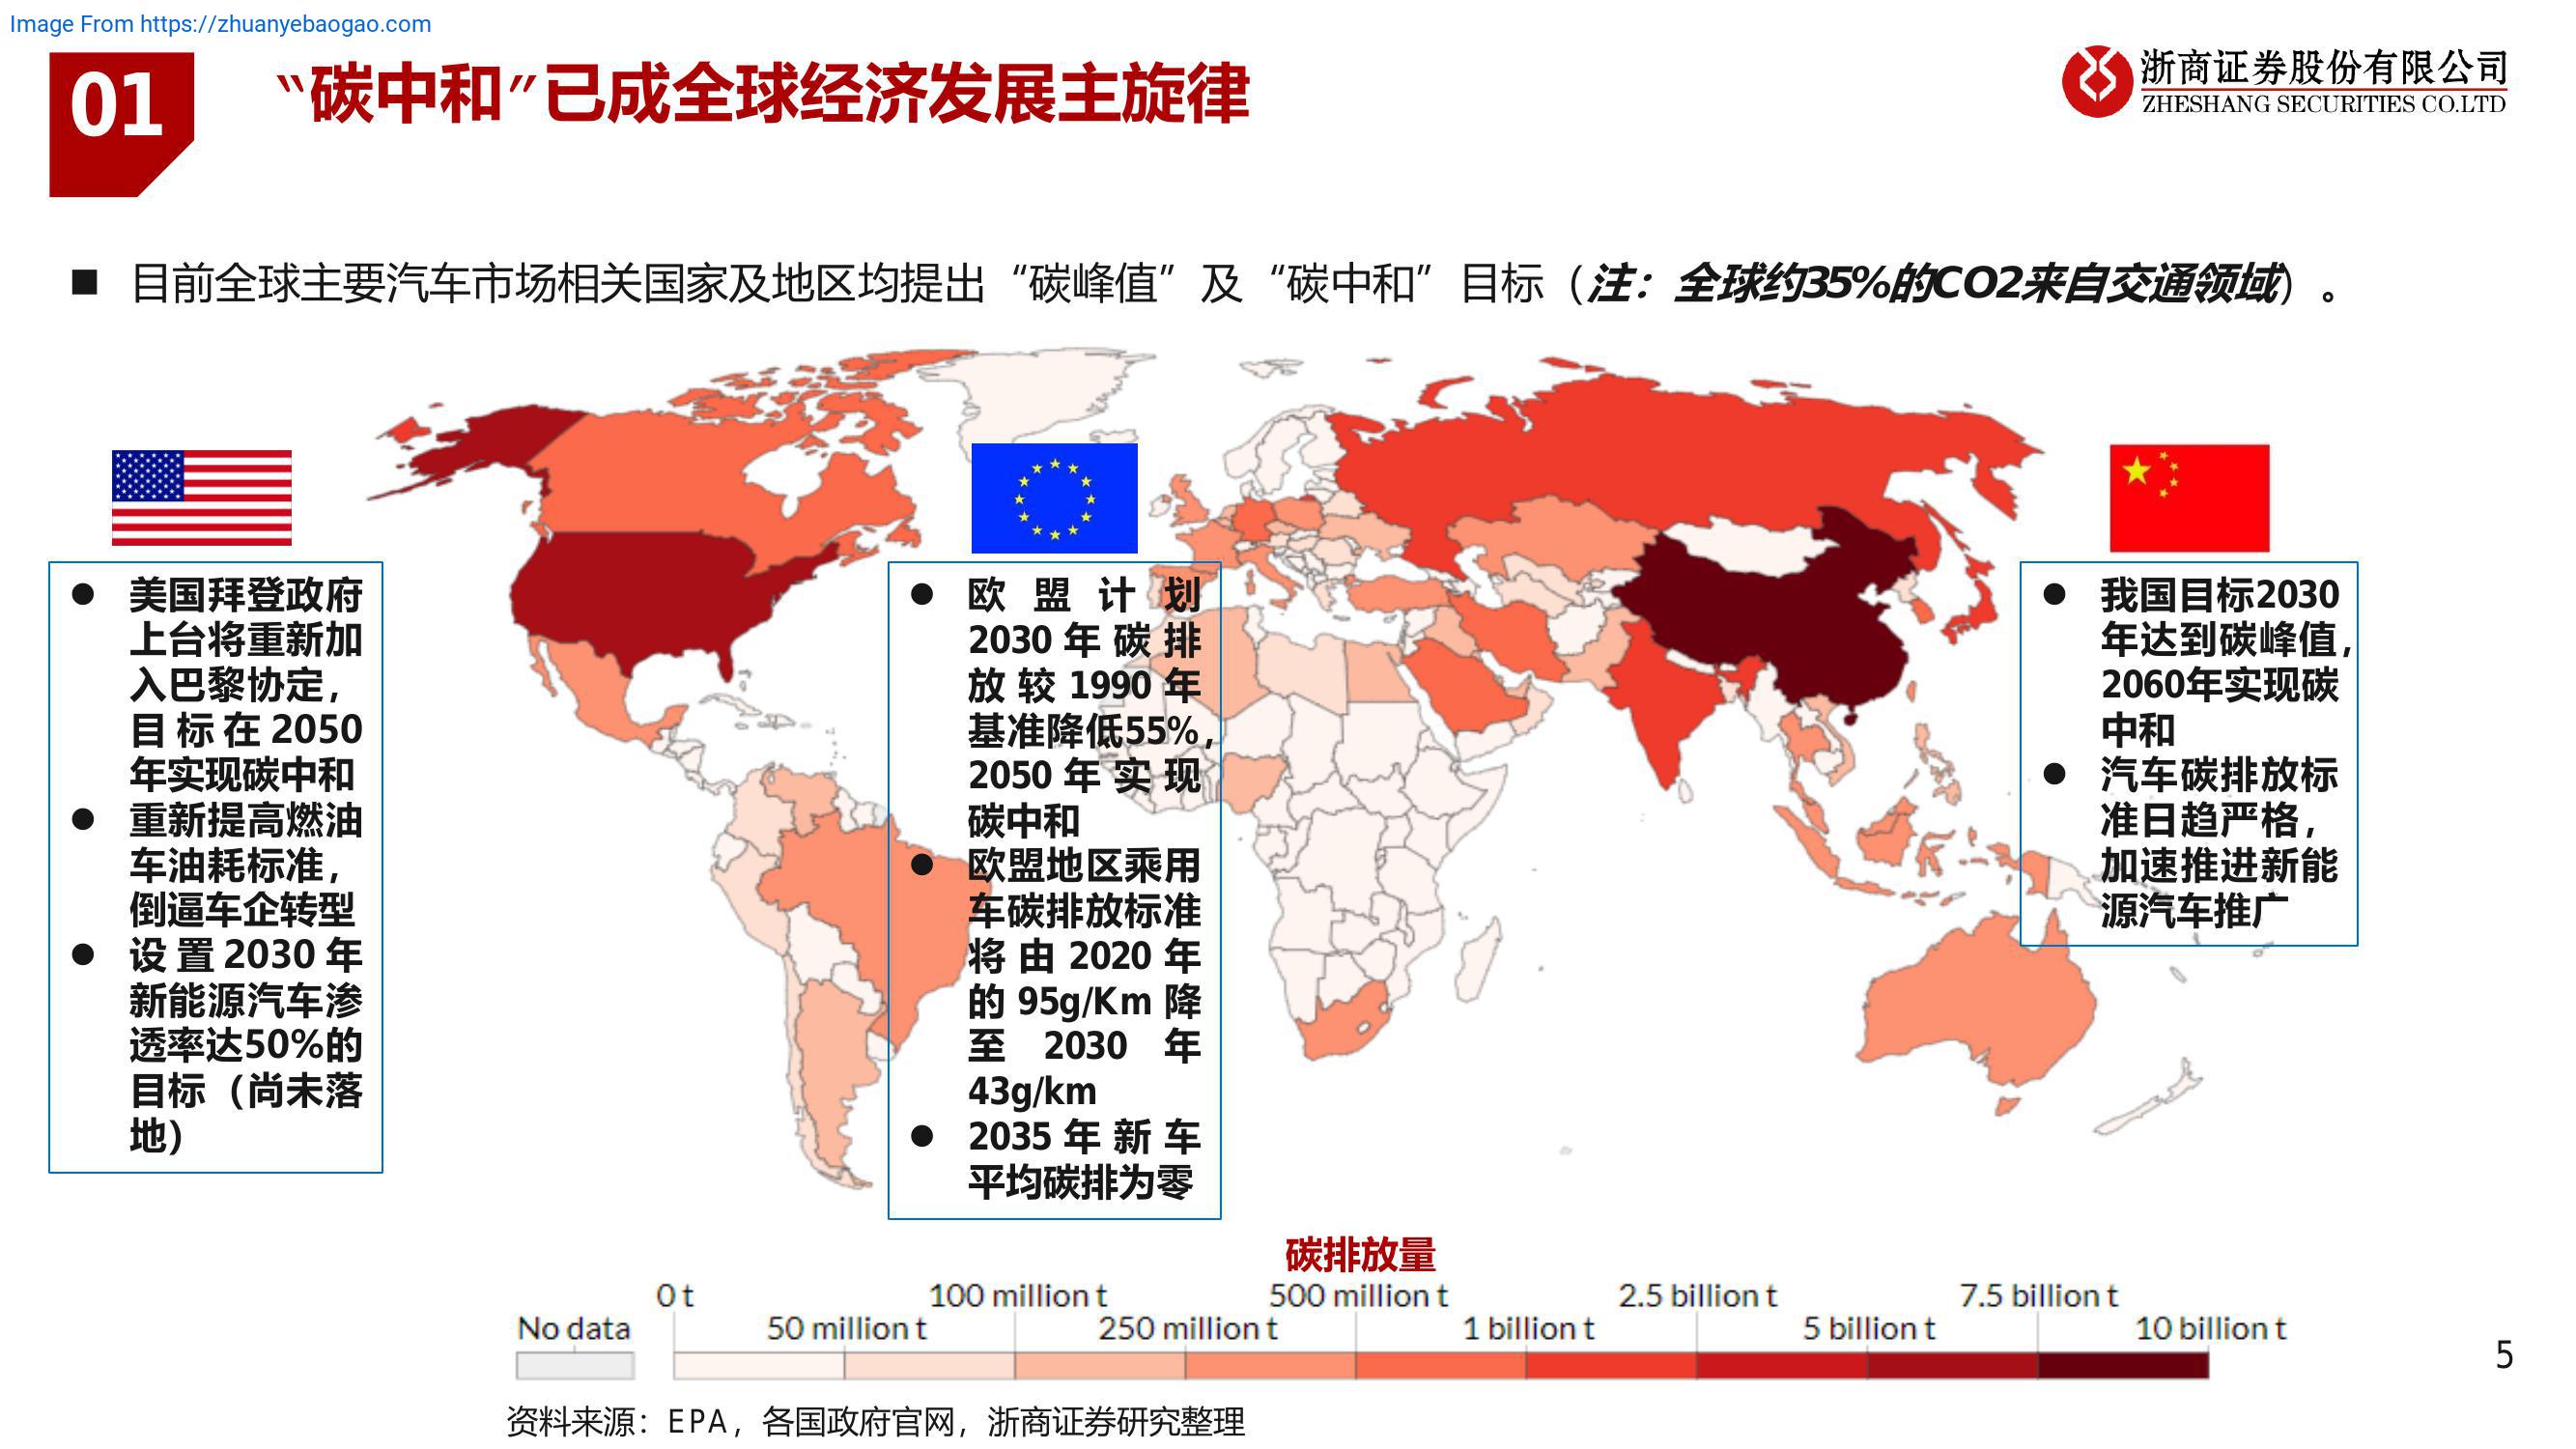 Image From https://zhuanyebaogao.com
01
“碳中和”已成全球经济发展主旋律
浙商证券股份有限公司
ZHESHANG SECURITIES CO.LTD
■ 目前全球主要汽车市场相关国家及地区均提出“碳峰值”及“碳中和”目标（注：全球约35%的CO2来自交通领域）。
● 美国拜登政府
上台将重新加
入巴黎协定，
目标在2050
年实现碳中和
● 重新提高燃油
车油耗标准，
倒逼车企转型
● 设置2030年
新能源汽车渗
透率达50%的
目标（尚未落
地）
● 欧盟计划
2030年碳排
放较1990年
基准降低55%，
2050年实现
碳中和
● 欧盟地区乘用
车碳排放标准
将由2020年
的95g/Km降
至2030年
43g/km
● 2035年新车
平均碳排为零
● 我国目标2030
年达到碳峰值，
2060年实现碳
中和
● 汽车碳排放标
准日趋严格，
加速推进新能
源汽车推广
碳排放量
0 t 100 million t 500 million t 2.5 billion t 7.5 billion t
No data 50 million t 250 million t 1 billion t 5 billion t 10 billion t
5
资料来源：EPA，各国政府官网，浙商证券研究整理